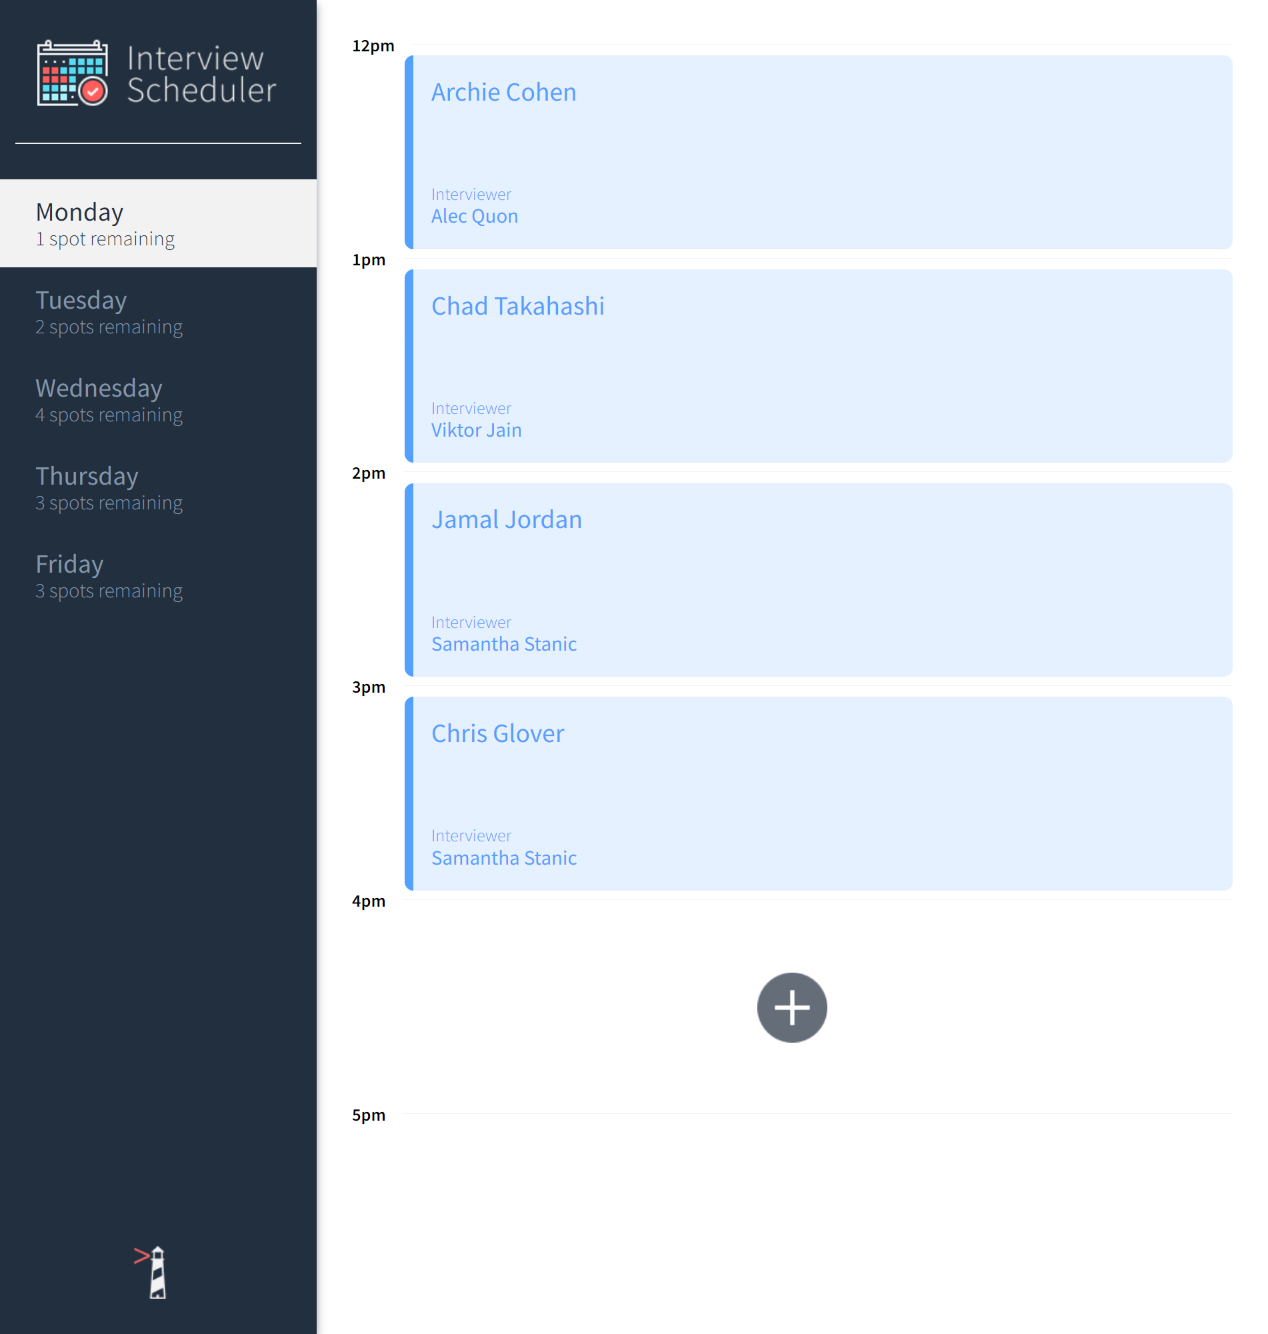 Interview
Scheduler
Monday
1 spot remaining
Tuesday
2 spots remaining
Wednesday
4 spots remaining
Thursday
3 spots remaining
Friday
3 spots remaining
12pm
Archie Cohen
Interviewer
Alec Quon
1pm
Chad Takahashi
Interviewer
Viktor Jain
2pm
Jamal Jordan
Interviewer
Samantha Stanic
3pm
Chris Glover
Interviewer
Samantha Stanic
4pm
5pm